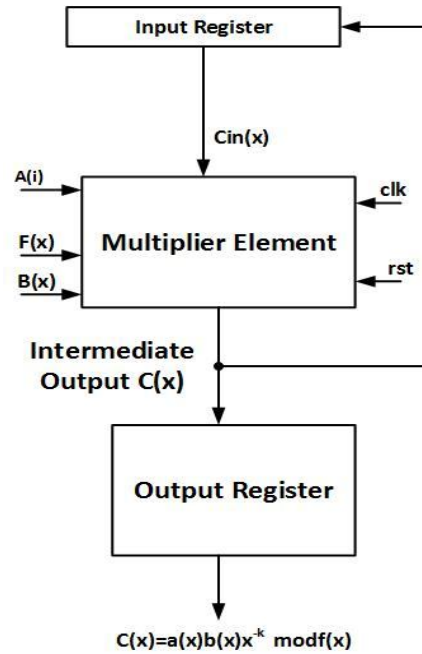 Input Register
Cin(x)
A(i)
clk
F(x)
Multiplier Element
B(x)
rst
Intermediate
Output C(x)
Output Register
C(x)=a(x)b(x)x^-k modf(x)